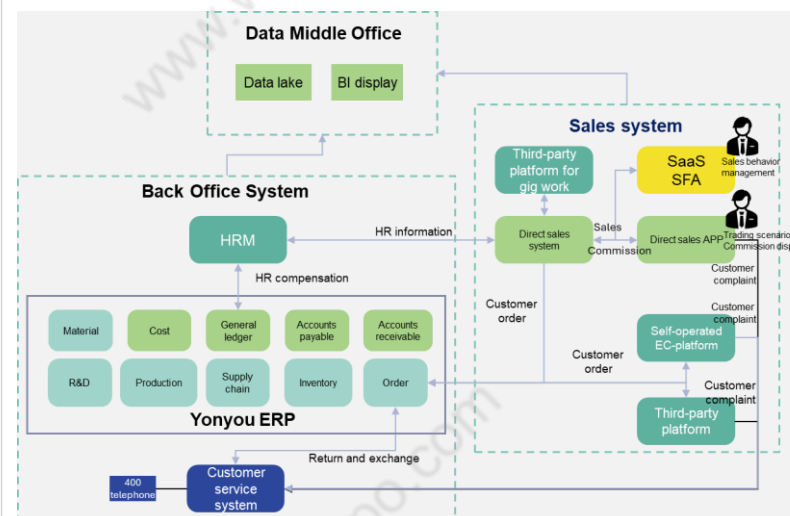 Data Middle Office
Data lake
BI display
Sales system
Third-party
platform for
gig work
SaaS
SFA
Sales behavior
management
Back Office System
HRM
HR information
Direct sales
system
Sales
Commission
Direct sales APP
Trading scenario
Commission disp
Customer
complaint
HR compensation
Customer
order
Customer
complaint
Material
Cost
General
ledger
Accounts
payable
Accounts
receivable
Self-operated
EC-platform
R&D
Production
Supply
chain
Inventory
Order
Customer
order
Customer
complaint
Yonyou ERP
Third-party
platform
Return and exchange
400
telephone
Customer
service
system